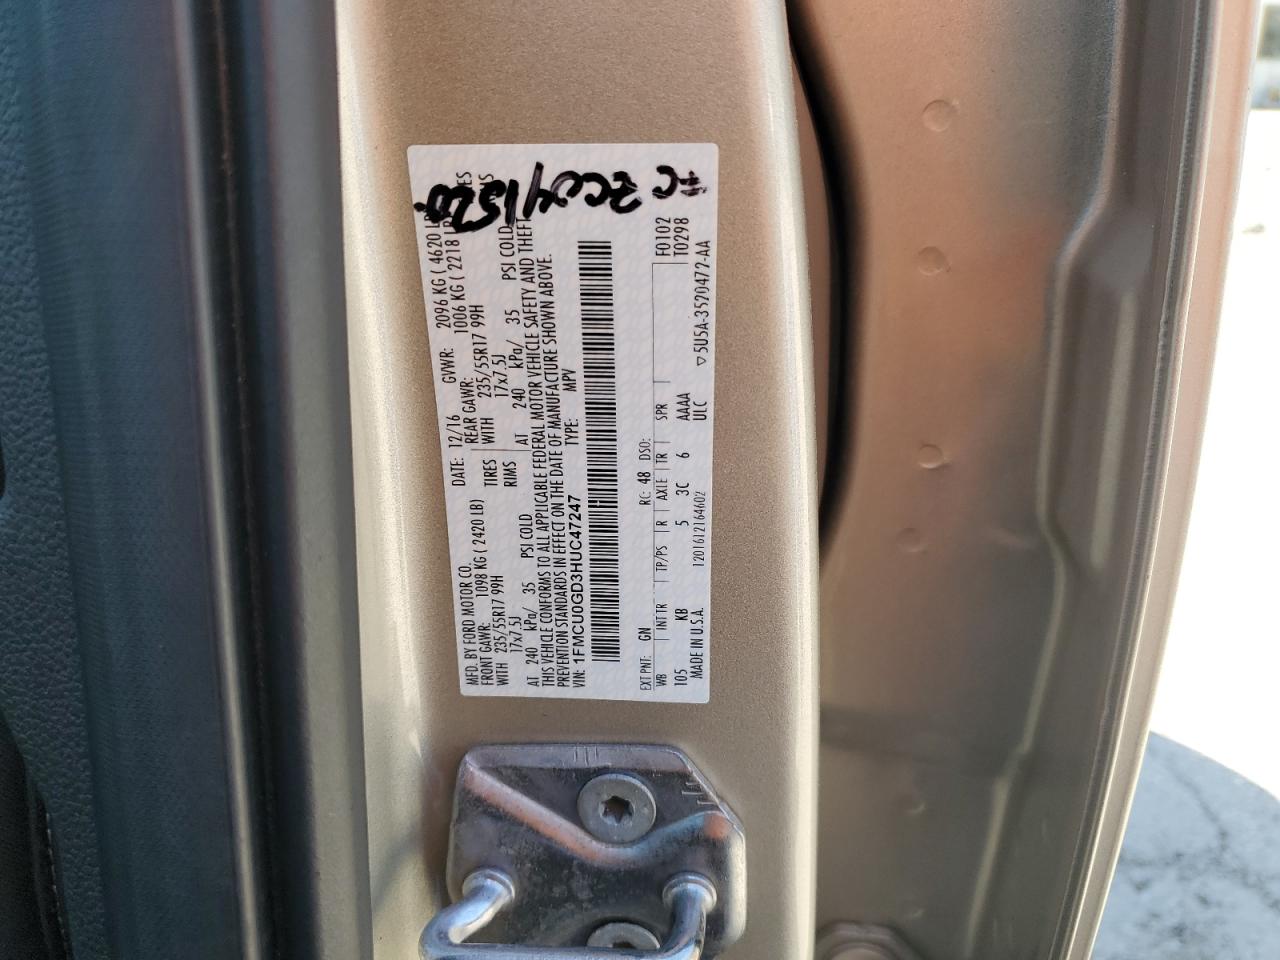 MFD. BY FORD MOTOR CO.
DATE: 12/16 GVWR: 2096 KG ( 4620 LB
FRONT GAWR: 1098 KG ( 2420 LB)
REAR GAWR: 1006 KG ( 2218 L
WITH 235/55R17 99H TIRES WITH 235/55R17 99H
17x7.5J RIMS 17x7.5J
AT 240 kPa/ 35 PSI COLD AT 240 kPa/ 35 PSI COLD
THIS VEHICLE CONFORMS TO ALL APPLICABLE FEDERAL MOTOR VEHICLE SAFETY AND THEFT
PREVENTION STANDARDS IN EFFECT ON THE DATE OF MANUFACTURE SHOWN ABOVE.
VIN: 1FMCU0GD3HUC47247 TYPE: MPV
EXT PNT: GN RC: 48 DSO:
WB INT TR TP/PS R AXLE TR SPR
F0102
T0298
105 KB 5 3C 6 AAAA
MADE IN U.S.A. 1201612164602 ULC
▽5U5A-3520472-AA